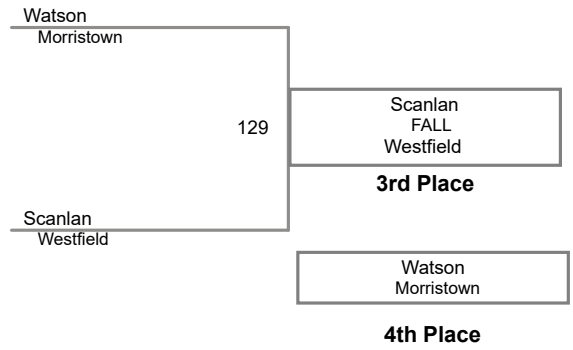 Watson
Morristown
129
Scanlan
FALL
Westfield
3rd Place
Scanlan
Westfield
Watson
Morristown
4th Place